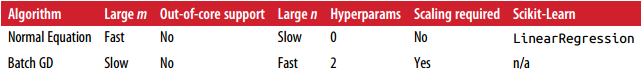 Algorithm Large m Out-of-core support Large n Hyperparams Scaling required Scikit-Learn
Normal Equation Fast No Slow 0 No LinearRegression
Batch GD Slow No Fast 2 Yes n/a